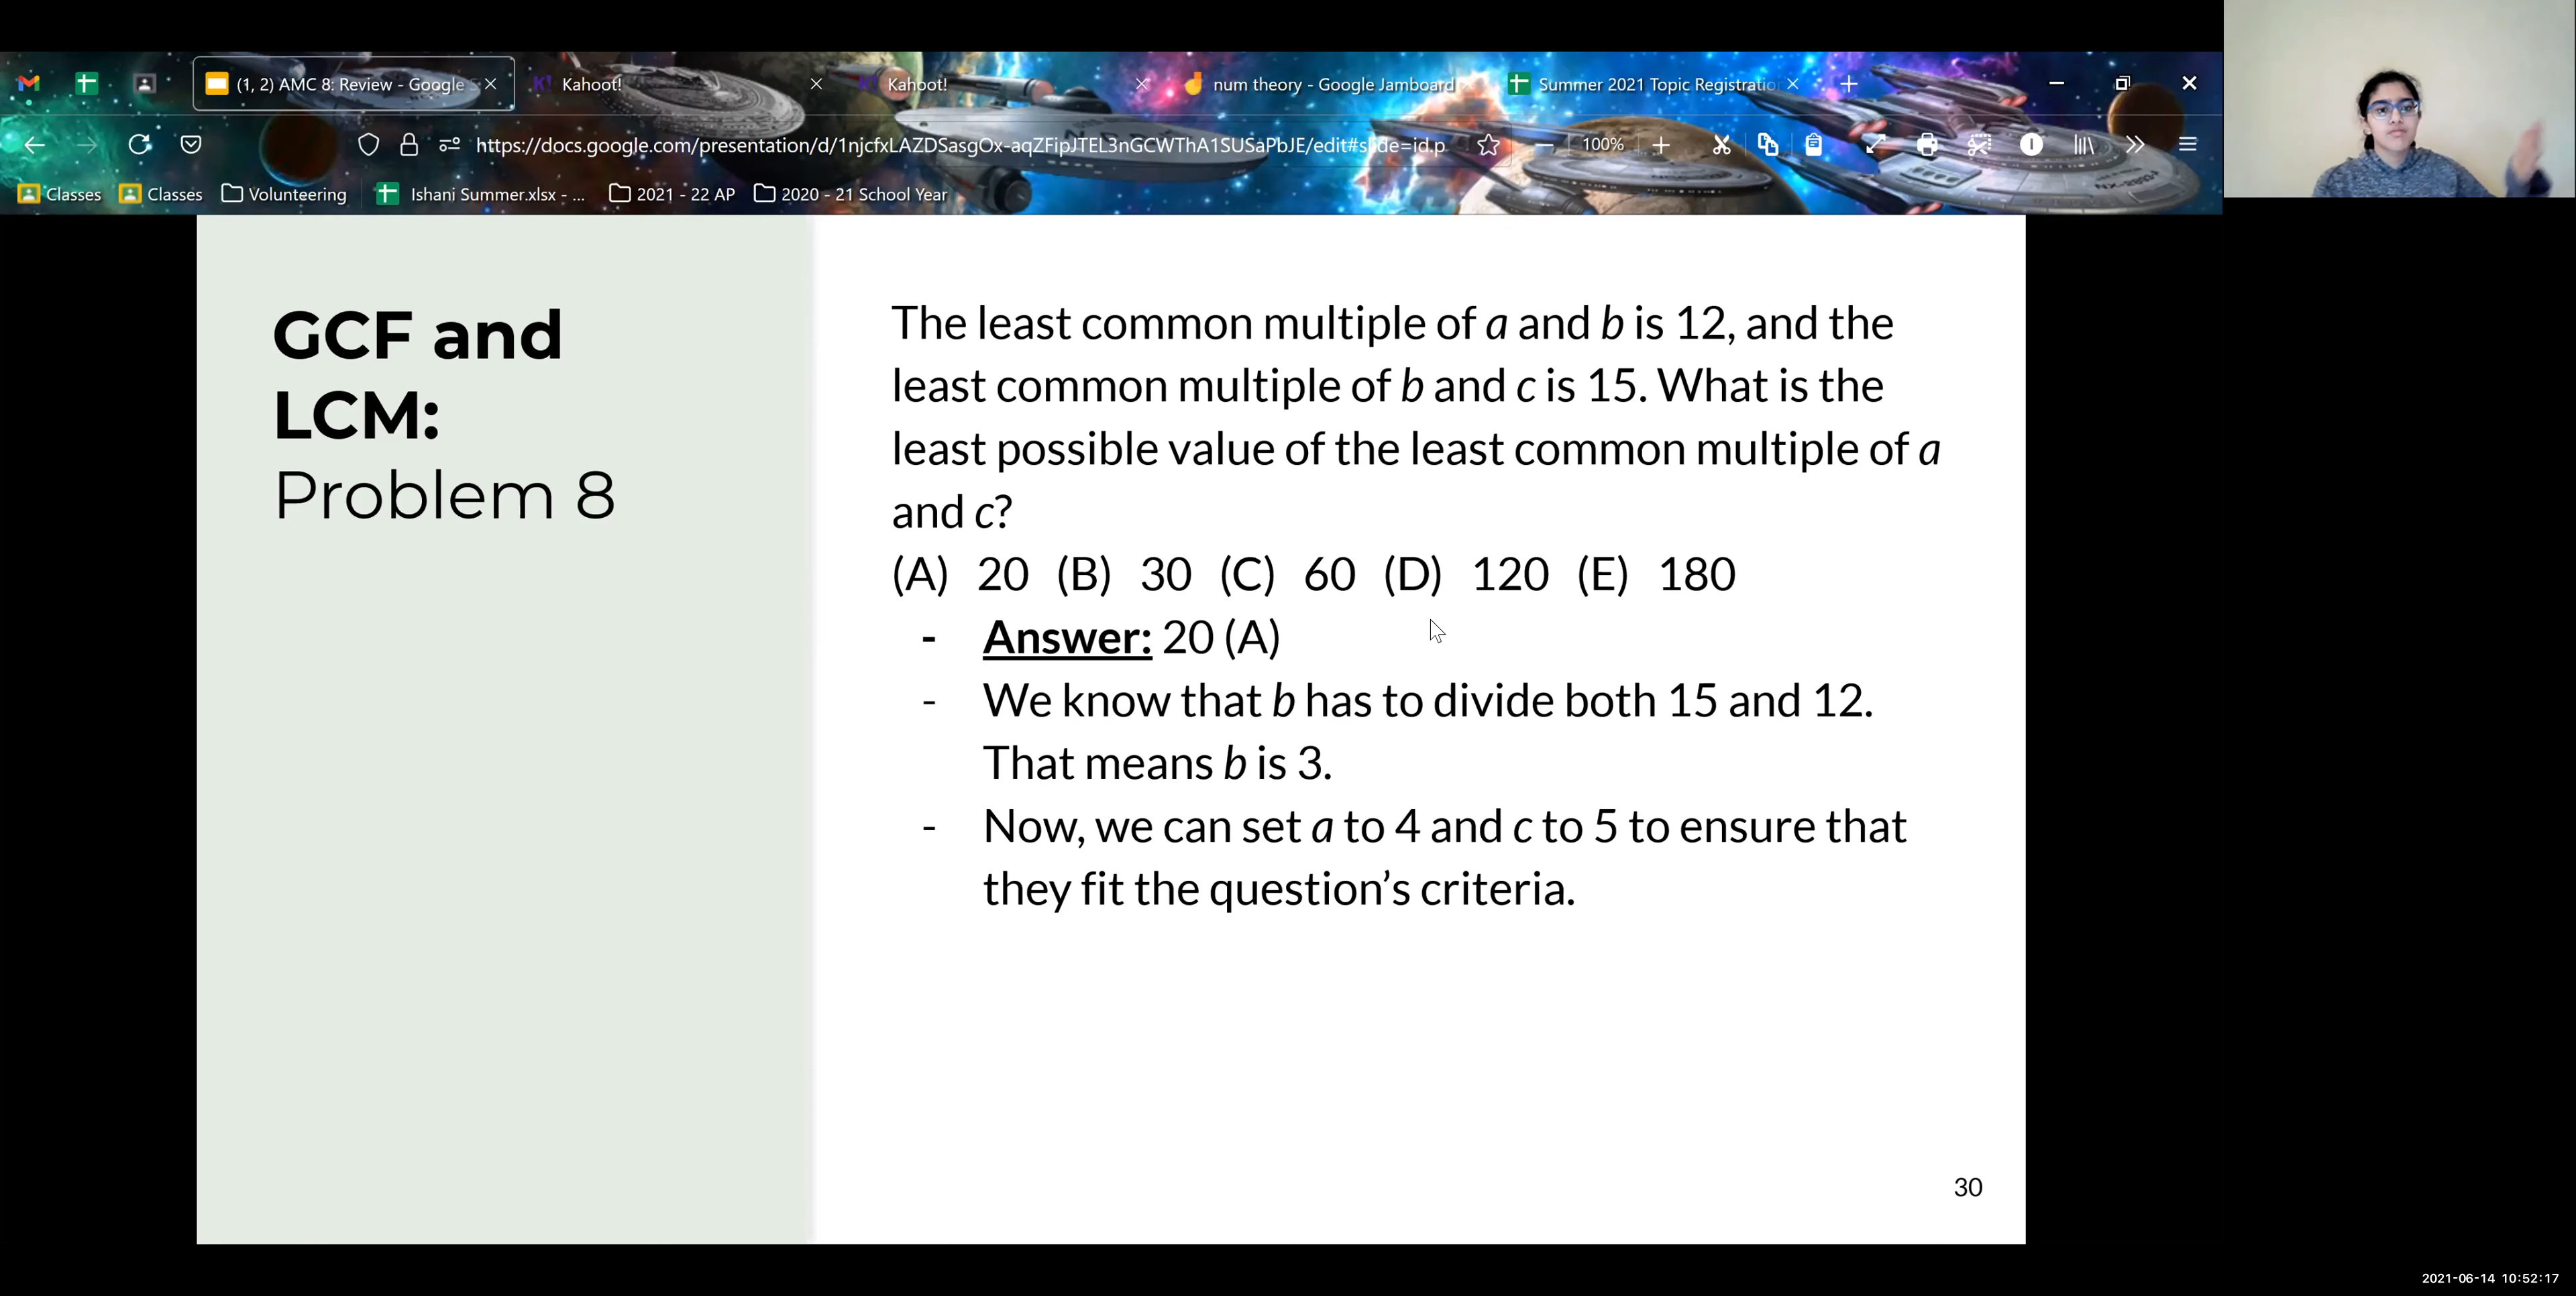 (1, 2) AMC 8: Review - Google S
Kahoot!
Kahoot!
num theory - Google Jamboard
Summer 2021 Topic Registratio
https://docs.google.com/presentation/d/1njcfxLAZDSasgOx-aqZFipJTEL3nGCWThA1SUSaPbJE/edit#slide=id.p
100%
Classes
Classes
Volunteering
Ishani Summer.xlsx - ...
2021 - 22 AP
2020 - 21 School Year
GCF and
LCM:
Problem 8
The least common multiple of a and b is 12, and the
least common multiple of b and c is 15. What is the
least possible value of the least common multiple of a
and c?
(A) 20 (B) 30 (C) 60 (D) 120 (E) 180
- Answer: 20 (A)
- We know that b has to divide both 15 and 12.
That means b is 3.
- Now, we can set a to 4 and c to 5 to ensure that
they fit the question’s criteria.
30
2021-06-14 10:52:17